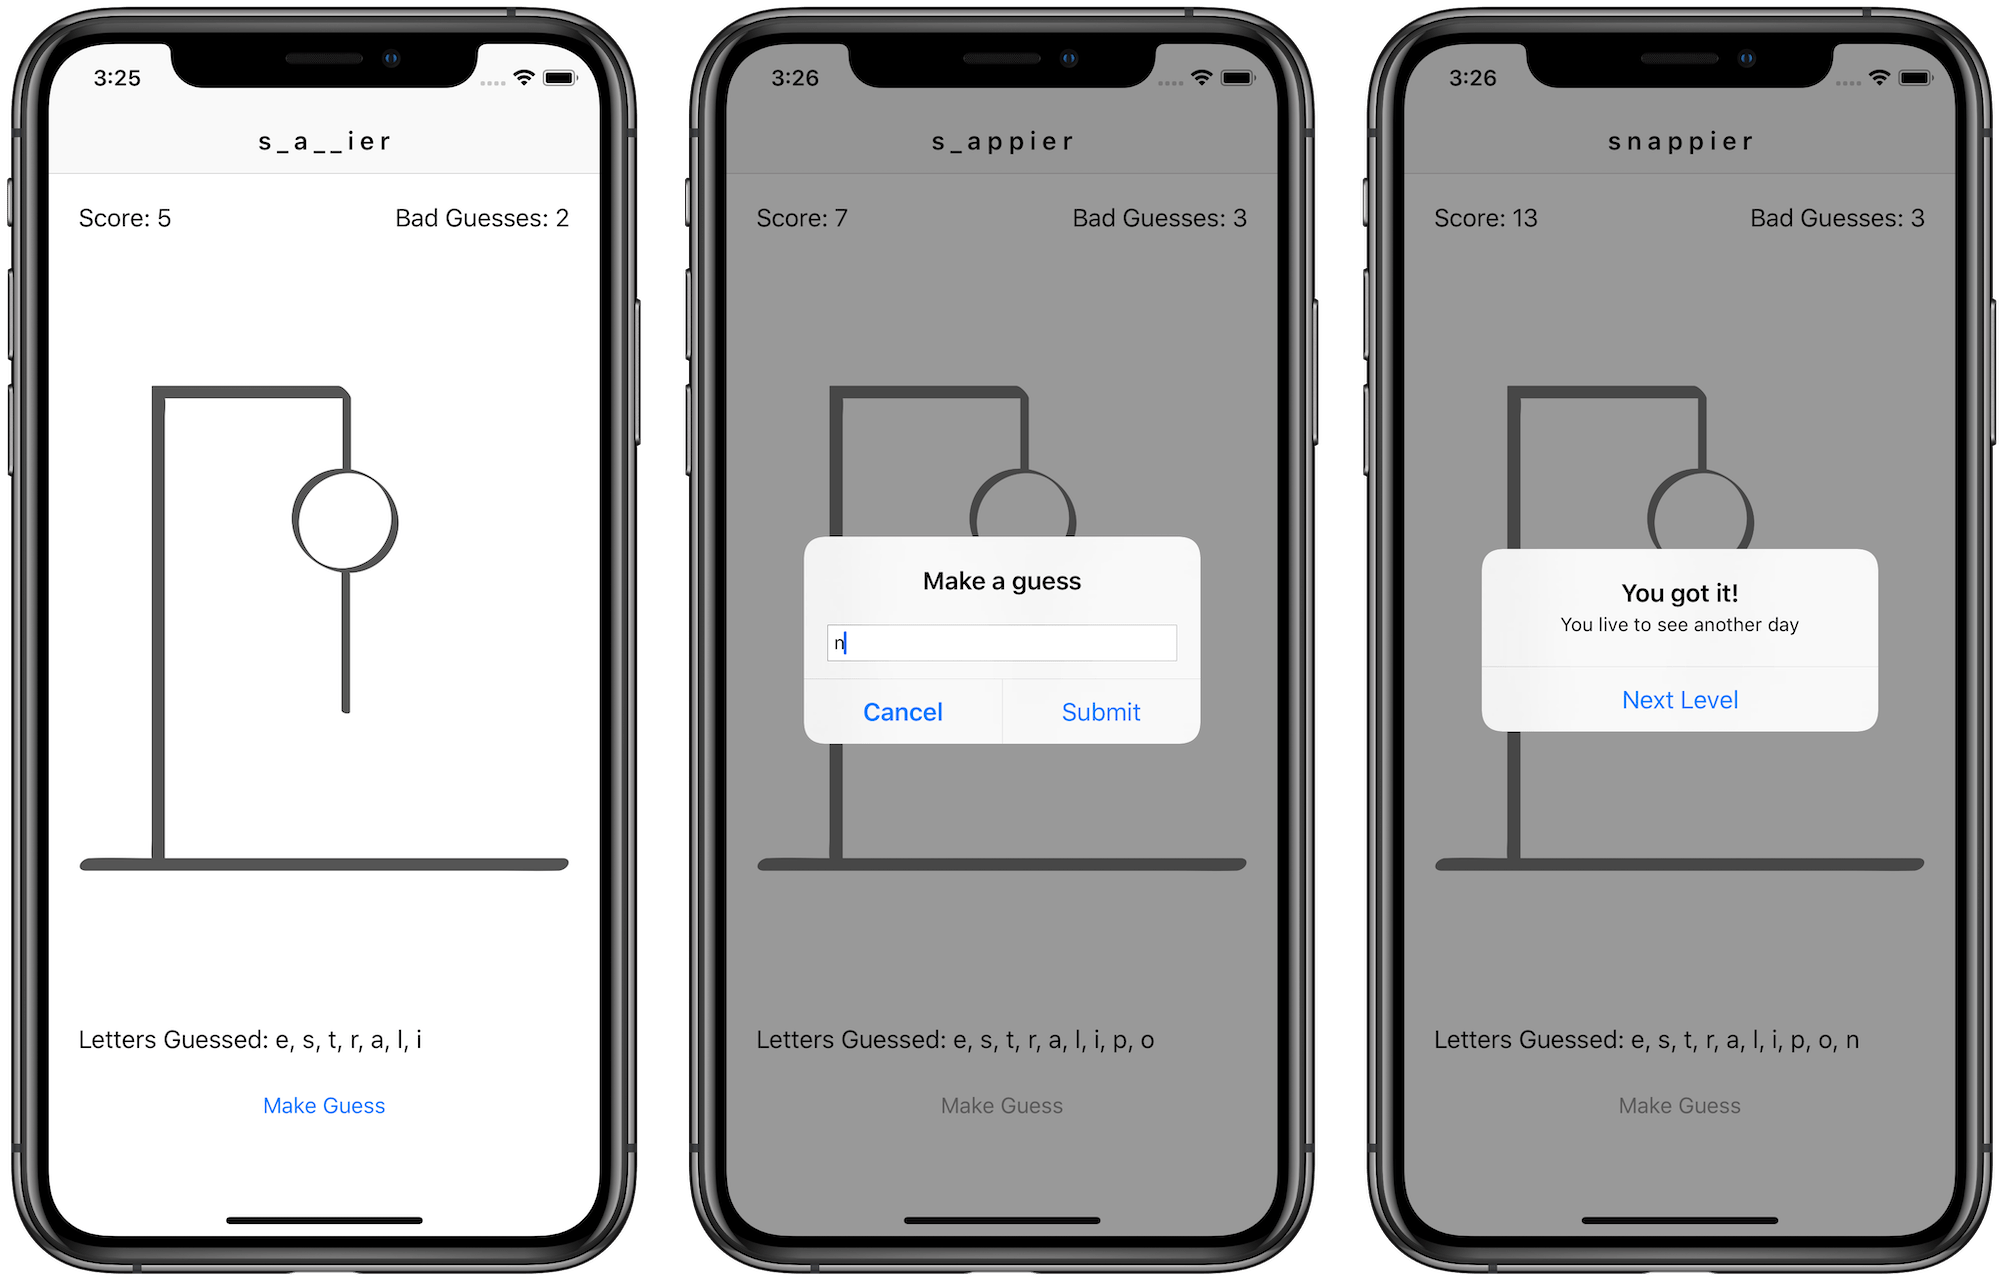 3:25
s_a__ier
Score: 5 Bad Guesses: 2
Letters Guessed: e, s, t, r, a, l, i
Make Guess
3:26
s_appier
Score: 7 Bad Guesses: 3
Make a guess
n
Cancel Submit
Letters Guessed: e, s, t, r, a, l, i, p, o
Make Guess
3:26
snappier
Score: 13 Bad Guesses: 3
You got it!
You live to see another day
Next Level
Letters Guessed: e, s, t, r, a, l, i, p, o, n
Make Guess